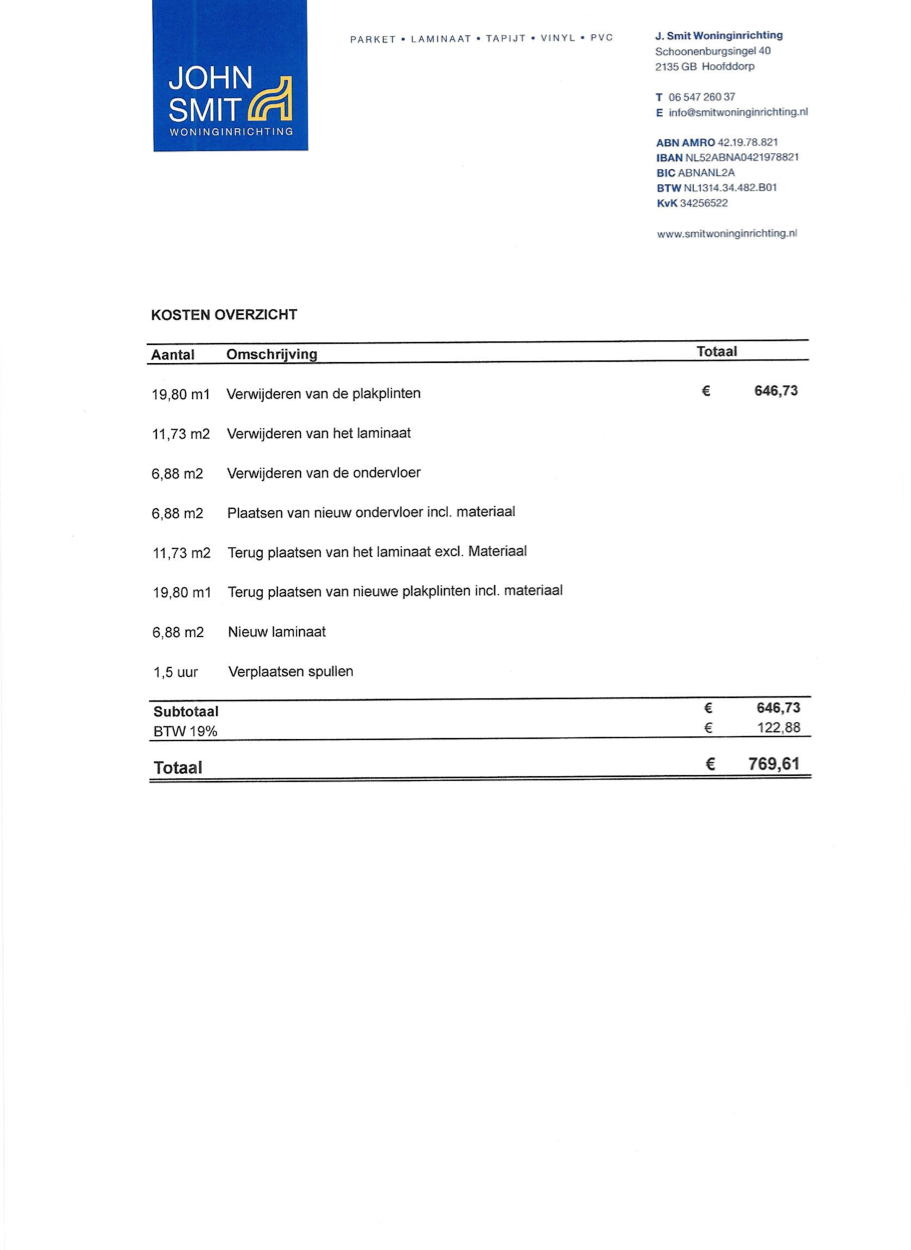 JOHN
SMIT
WONINGINRICHTING
PARKET • LAMINAAT • TAPIJT • VINYL • PVC
J. Smit Woninginrichting
Schoonenburgsingel 40
2135 GB Hoofddorp
T 06 547 260 37
E info@smitwoninginrichting.nl
ABN AMRO 42.19.78.821
IBAN NL52ABNA0421978821
BIC ABNANL2A
BTW NL1314.34.482.B01
KvK 34256522
www.smitwoninginrichting.nl
KOSTEN OVERZICHT
Aantal Omschrijving Totaal
19,80 m1 Verwijderen van de plakplinten € 646,73
11,73 m2 Verwijderen van het laminaat
6,88 m2 Verwijderen van de ondervloer
6,88 m2 Plaatsen van nieuw ondervloer incl. materiaal
11,73 m2 Terug plaatsen van het laminaat excl. Materiaal
19,80 m1 Terug plaatsen van nieuwe plakplinten incl. materiaal
6,88 m2 Nieuw laminaat
1,5 uur Verplaatsen spullen
Subtotaal € 646,73
BTW 19% € 122,88
Totaal € 769,61